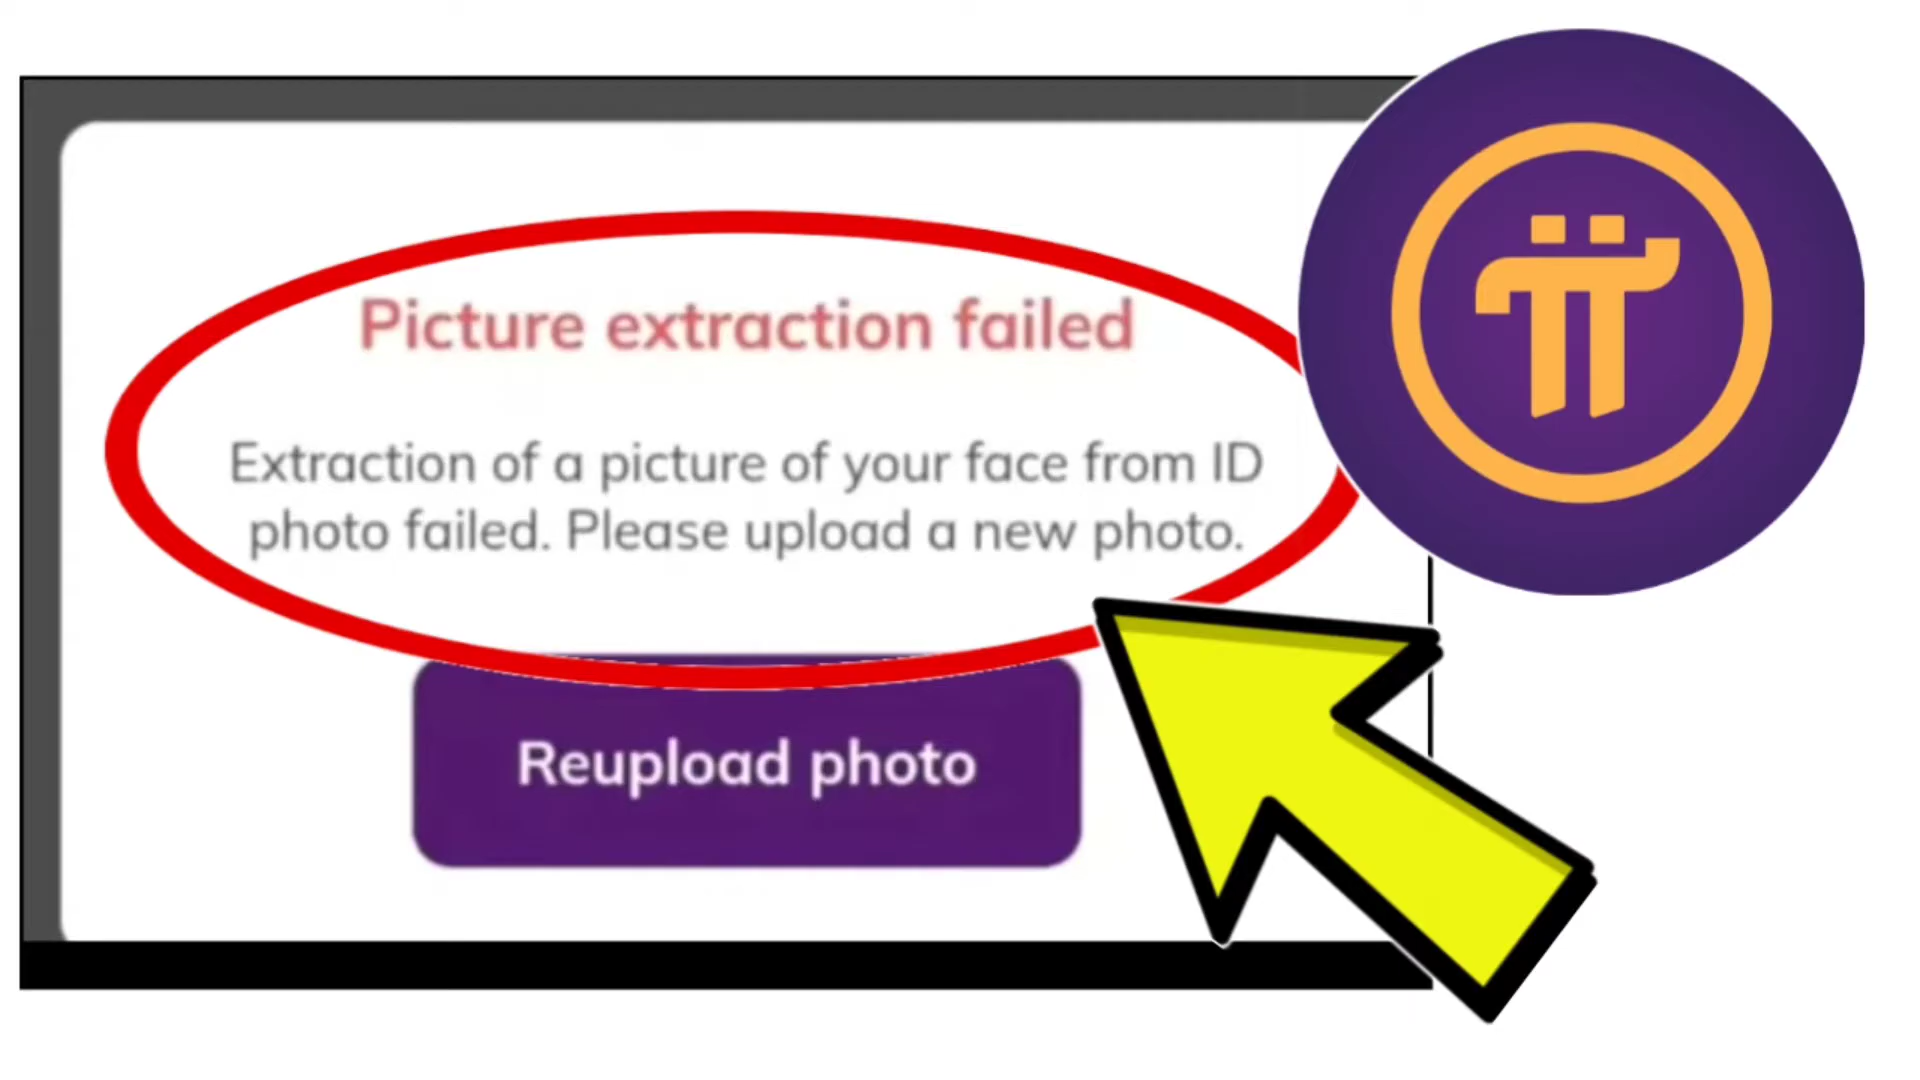 Picture extraction failed
Extraction of a picture of your face from ID
photo failed. Please upload a new photo.
Reupload photo